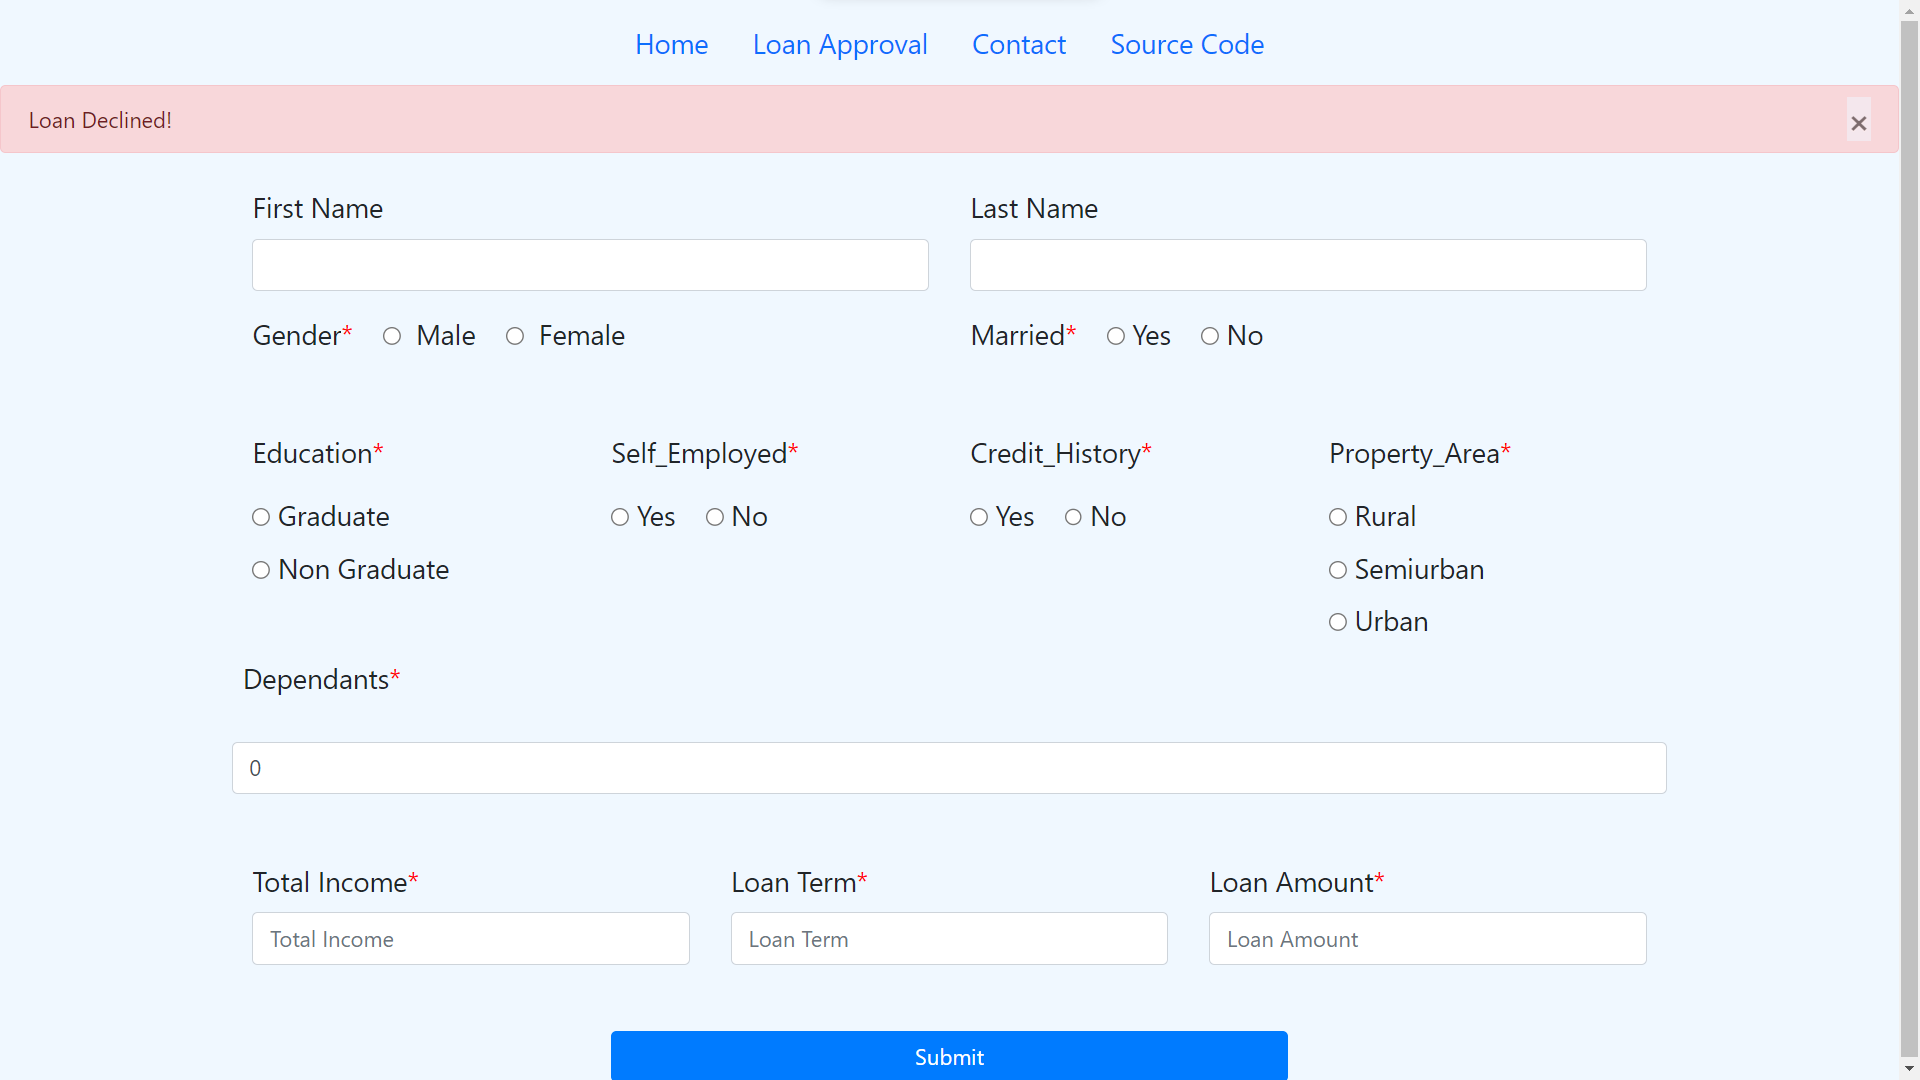 Home Loan Approval Contact Source Code
Loan Declined! ×
First Name Last Name
Gender* Male Female Married* Yes No
Education* Self_Employed* Credit_History* Property_Area*
Graduate Yes No Yes No Rural
Non Graduate Semiurban
Urban
Dependants*
0
Total Income* Loan Term* Loan Amount*
Total Income Loan Term Loan Amount
Submit